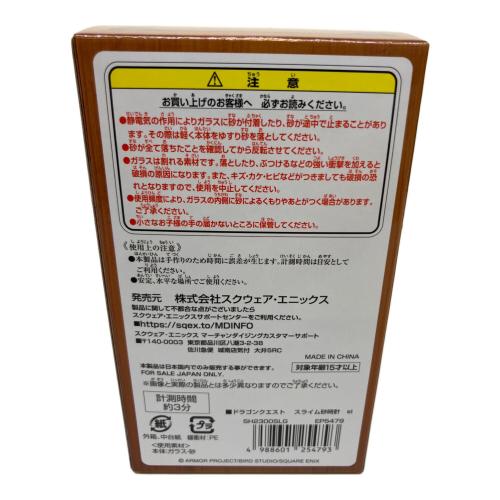 注意
お買い上げのお客様へ 必ずお読みください。
●静電気の作用によりガラスに砂が付着したり、砂が途中で止まることがあります。その際は軽く本体をゆすり砂を落としてください。
●砂が全て落ちたことを確認してから反転させてください。
●ガラスは割れる素材です。落としたり、ぶつけるなどの強い衝撃を加えると破損の原因になります。また、キズ・カケ・ヒビなどがつきましても破損の恐れとなりますので、使用を中止してください。
●使用頻度により、ガラスの内側に砂によるくもりやあとがつく場合があります。ご了承ください。
●小さなお子様の手の届かないところに保管してください。
〈使用上の注意〉
●本製品は手作りのため時間に誤差が生じます。計測時間は目安としてご利用ください。
●安定、水平な場所でご使用ください。
発売元 株式会社スクウェア・エニックス
製品に関して不都合な点がございましたら
スクウェア・エニックスサポートセンターをご利用ください。
■https://sqex.to/MDINFO
スクウェア・エニックス マーチャンダイジングカスタマーサポート
■〒140-0003 東京都品川区八潮3-2-38
佐川急便 城南店気付 大井SRC
MADE IN CHINA
本製品は日本国内でのみ販売する事ができます。
FOR SALE JAPAN ONLY.
対象年齢15才以上
※画像と実際の製品とは多少異なりますのでご了承ください。
計測時間
約3分
紙
プラ
外箱、中台紙 緩衝材:PE
〈使用素材〉
本体:ガラス・砂
■ドラゴンクエスト スライム砂時計 el
SH2300SLG EP5479
4 988601 254793
© ARMOR PROJECT/BIRD STUDIO/SQUARE ENIX